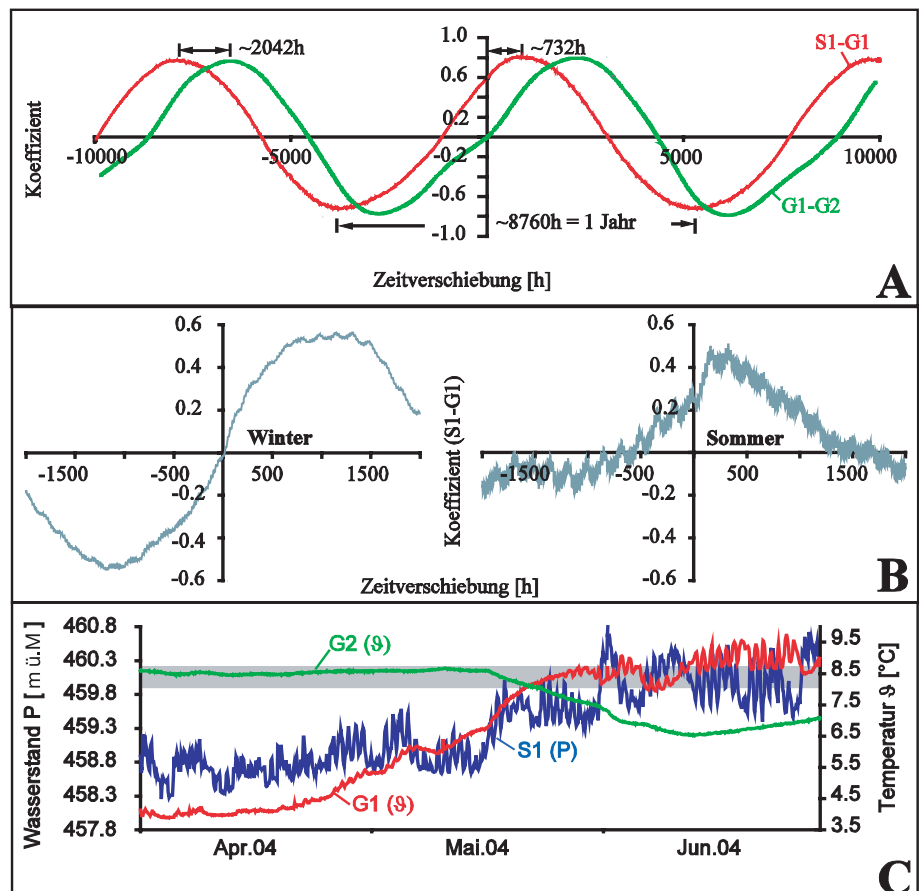 ~2042h
1.0
~732h
S1-G1
0.6
0.2
Koeffizient
-10000
-5000
-0.2
5000
10000
-0.6
G1-G2
~8760h = 1 Jahr
-1.0
Zeitverschiebung [h]
A
0.6
0.4
0.2
Winter
-1500
-500
500
1500
-0.2
-0.4
-0.6
Koeffizient (S1-G1)
0.6
0.4
0.2
Sommer
-1500
-500
500
1500
-0.2
-0.4
-0.6
Zeitverschiebung [h]
B
Wasserstand P [m ü.M]
460.8
460.3
459.8
459.3
458.8
458.3
457.8
G2 (ϑ)
S1 (P)
G1 (ϑ)
9.5
8.5
7.5
6.5
5.5
4.5
3.5
Temperatur ϑ [°C]
Apr.04
Mai.04
Jun.04
C